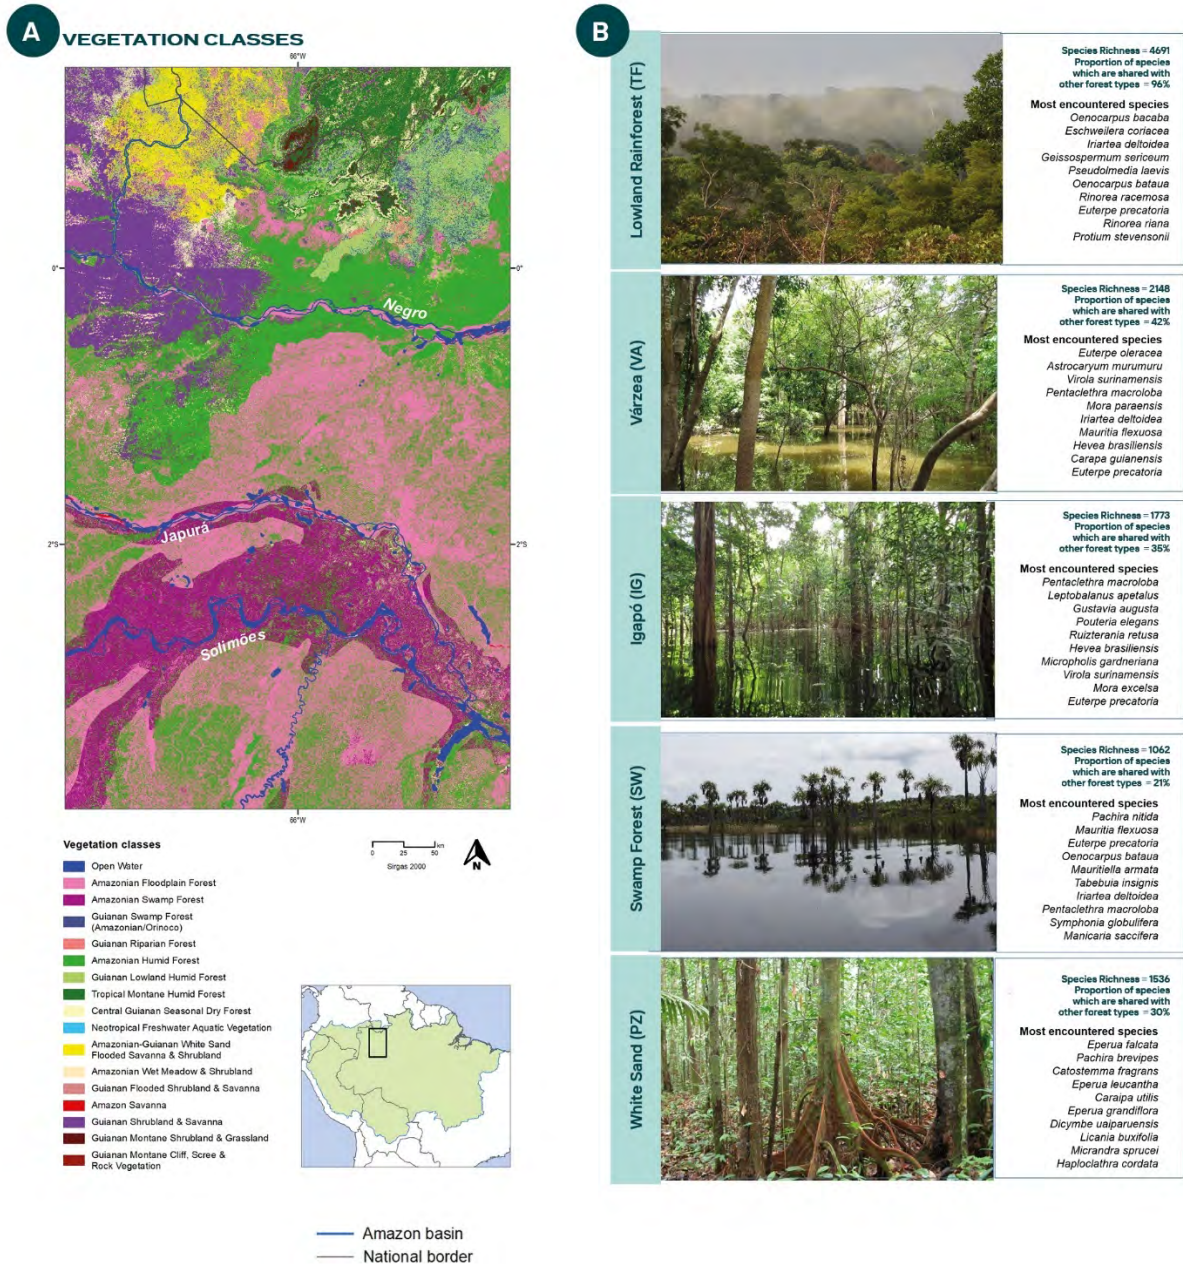 A
VEGETATION CLASSES
66°W
0°
0°
Negro
2°S
2°S
Japurá
Solimões
66°W
Vegetation classes
Open Water
Amazonian Floodplain Forest
Amazonian Swamp Forest
Guianan Swamp Forest
(Amazonian/Orinoco)
Guianan Riparian Forest
Amazonian Humid Forest
Guianan Lowland Humid Forest
Tropical Montane Humid Forest
Central Guianan Seasonal Dry Forest
Neotropical Freshwater Aquatic Vegetation
Amazonian-Guianan White Sand
Flooded Savanna & Shrubland
Amazonian Wet Meadow & Shrubland
Guianan Flooded Shrubland & Savanna
Amazon Savanna
Guianan Shrubland & Savanna
Guianan Montane Shrubland & Grassland
Guianan Montane Cliff, Scree &
Rock Vegetation
km
0 25 50
Sirgas 2000
N
Amazon basin
National border
B
Lowland Rainforest (TF)
Species Richness = 4691
Proportion of species
which are shared with
other forest types = 96%
Most encountered species
Oenocarpus bacaba
Eschweilera coriacea
Iriartea deltoidea
Geissospermum sericeum
Pseudolmedia laevis
Oenocarpus bataua
Rinorea racemosa
Euterpe precatoria
Rinorea riana
Protium stevensonii
Várzea (VA)
Species Richness = 2148
Proportion of species
which are shared with
other forest types = 42%
Most encountered species
Euterpe oleracea
Astrocaryum murumuru
Virola surinamensis
Pentaclethra macroloba
Mora paraensis
Iriartea deltoidea
Mauritia flexuosa
Hevea brasiliensis
Carapa guianensis
Euterpe precatoria
Igapó (IG)
Species Richness = 1773
Proportion of species
which are shared with
other forest types = 35%
Most encountered species
Pentaclethra macroloba
Leptobalanus apetalus
Gustavia augusta
Pouteria elegans
Ruizterania retusa
Hevea brasiliensis
Micropholis gardneriana
Virola surinamensis
Mora excelsa
Euterpe precatoria
Swamp Forest (SW)
Species Richness = 1062
Proportion of species
which are shared with
other forest types = 21%
Most encountered species
Pachira nitida
Mauritia flexuosa
Euterpe precatoria
Oenocarpus bataua
Mauritiella armata
Tabebuia insignis
Iriartea deltoidea
Pentaclethra macroloba
Symphonia globulifera
Manicaria saccifera
White Sand (PZ)
Species Richness = 1536
Proportion of species
which are shared with
other forest types = 30%
Most encountered species
Eperua falcata
Pachira brevipes
Catostemma fragrans
Eperua leucantha
Caraipa utilis
Eperua grandiflora
Dicymbe uaiparuensis
Licania buxifolia
Micrandra sprucei
Haploclathra cordata